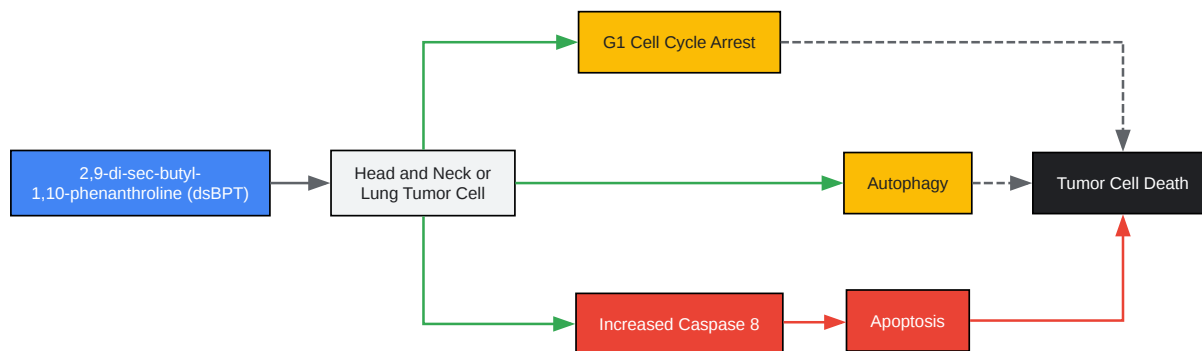 G1 Cell Cycle Arrest
2,9-di-sec-butyl-
1,10-phenanthroline (dsBPT)
Head and Neck or
Lung Tumor Cell
Autophagy
Tumor Cell Death
Increased Caspase 8
Apoptosis